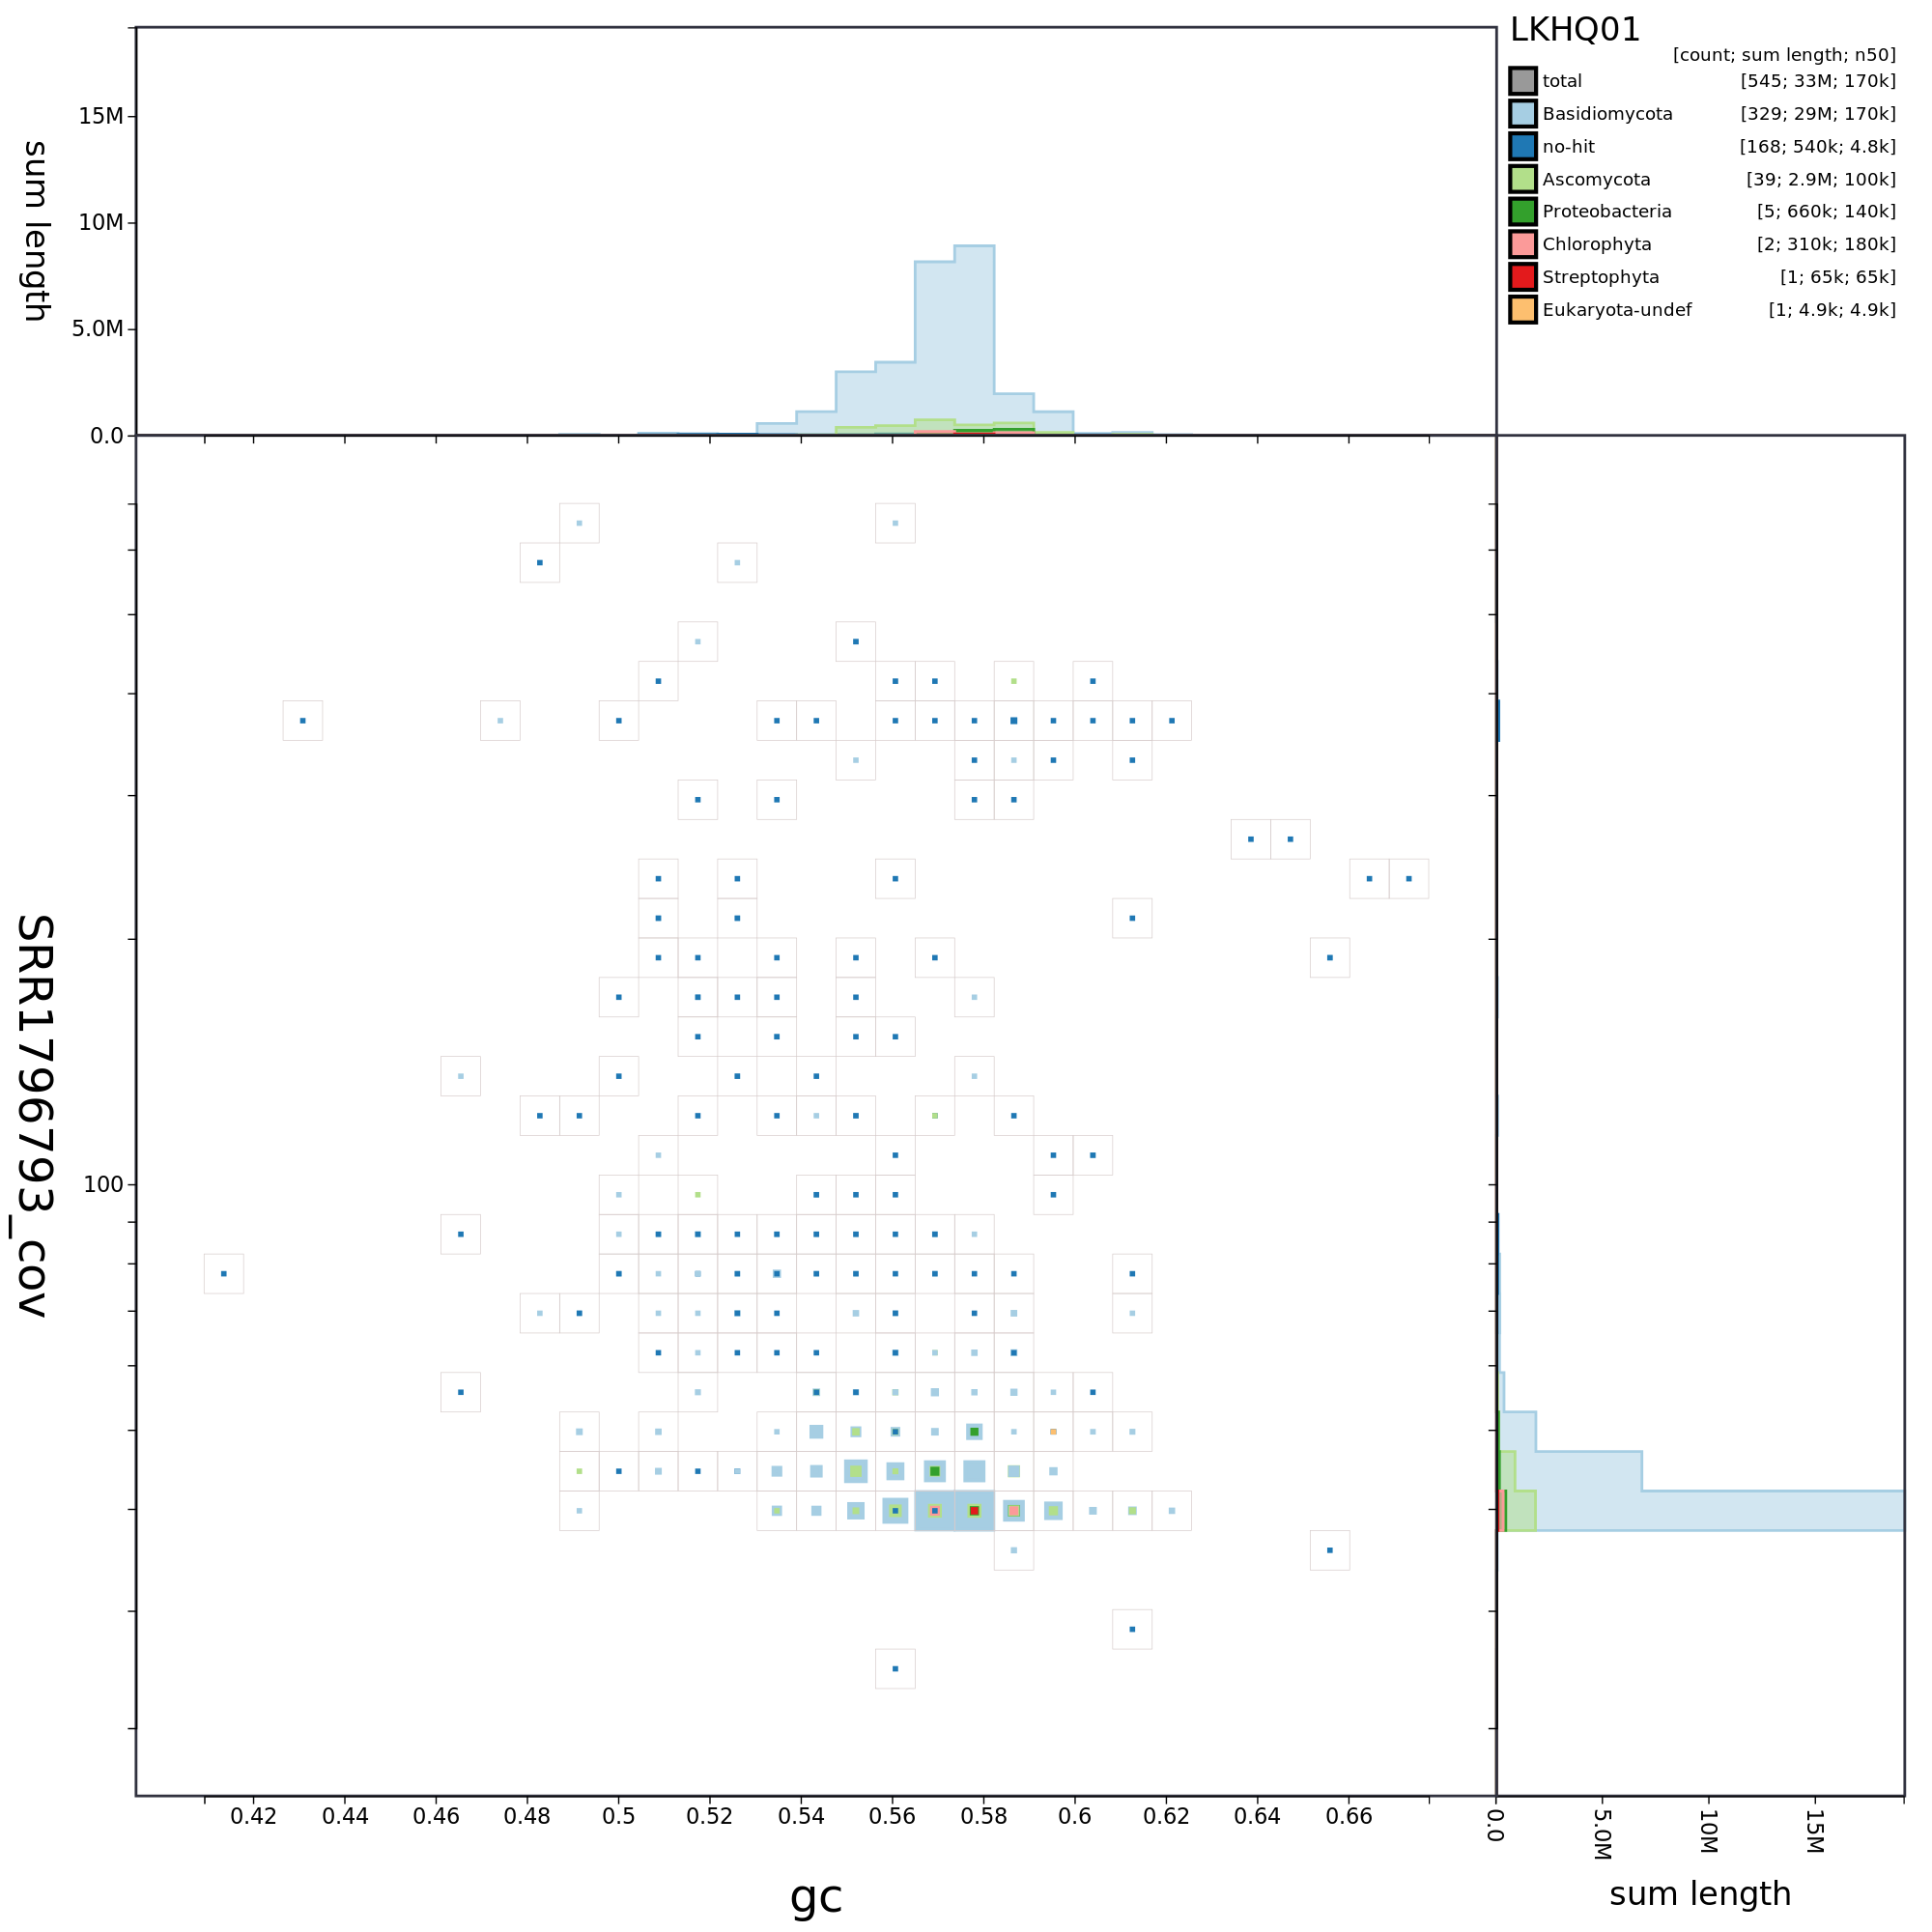 LKHQ01
[count; sum length; n50]
total [545; 33M; 170k]
Basidiomycota [329; 29M; 170k]
no-hit [168; 540k; 4.8k]
Ascomycota [39; 2.9M; 100k]
Proteobacteria [5; 660k; 140k]
Chlorophyta [2; 310k; 180k]
Streptophyta [1; 65k; 65k]
Eukaryota-undef [1; 4.9k; 4.9k]
sum length
15M
10M
5.0M
0.0
SRR1796793_cov
100
0.42 0.44 0.46 0.48 0.5 0.52 0.54 0.56 0.58 0.6 0.62 0.64 0.66
gc
0.0 5.0M 10M 15M
sum length